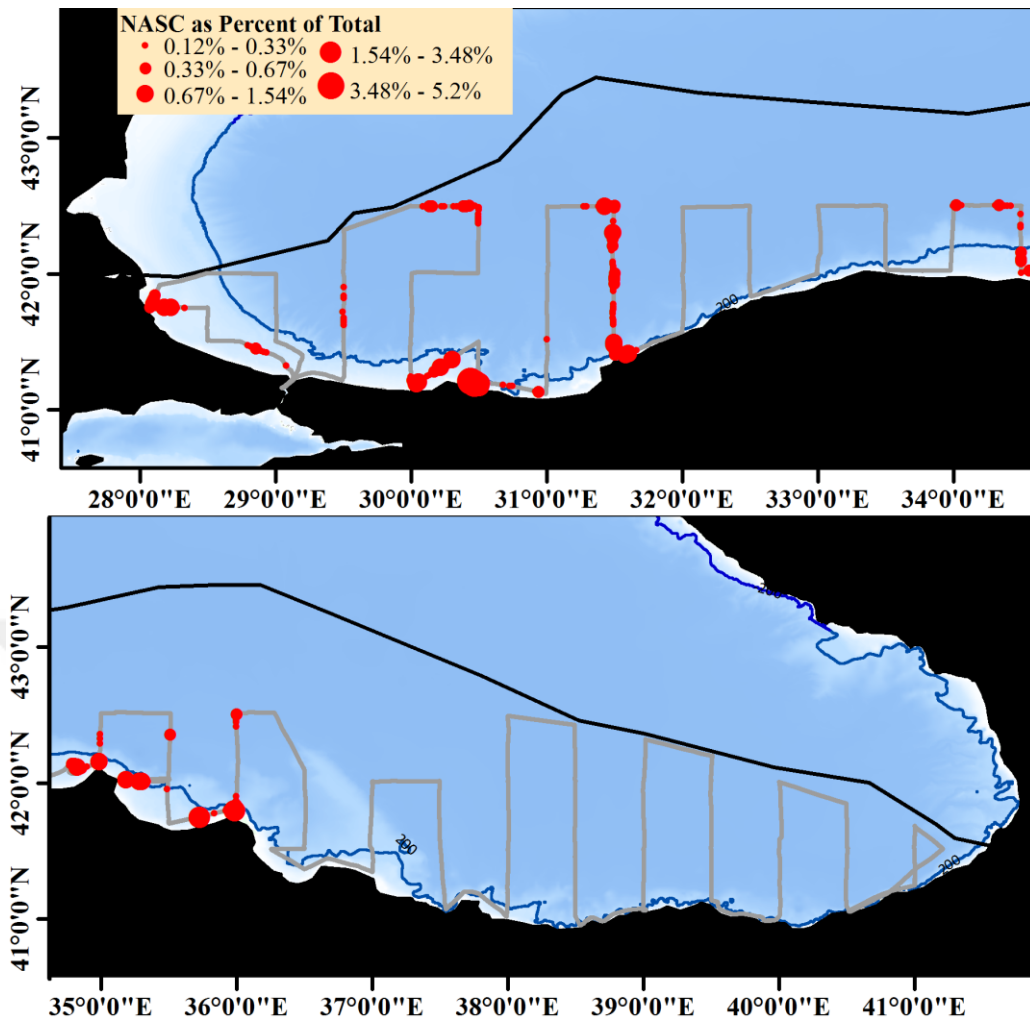 NASC as Percent of Total
0.12% - 0.33%
0.33% - 0.67%
0.67% - 1.54%
1.54% - 3.48%
3.48% - 5.2%
43°0'0"N
42°0'0"N
41°0'0"N
200
28°0'0"E 29°0'0"E 30°0'0"E 31°0'0"E 32°0'0"E 33°0'0"E 34°0'0"E
43°0'0"N
42°0'0"N
41°0'0"N
200
200
35°0'0"E 36°0'0"E 37°0'0"E 38°0'0"E 39°0'0"E 40°0'0"E 41°0'0"E